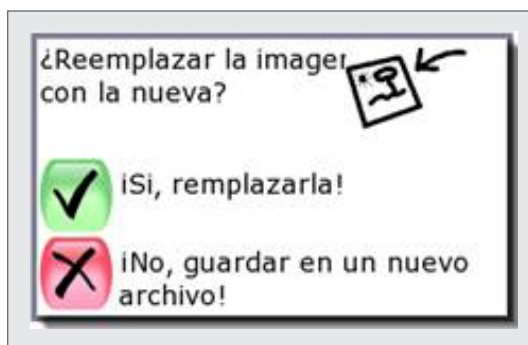 ¿Reemplazar la imagen
con la nueva?
¡Si, remplazarla!
¡No, guardar en un nuevo
archivo!